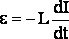 ε = − L dI/dt